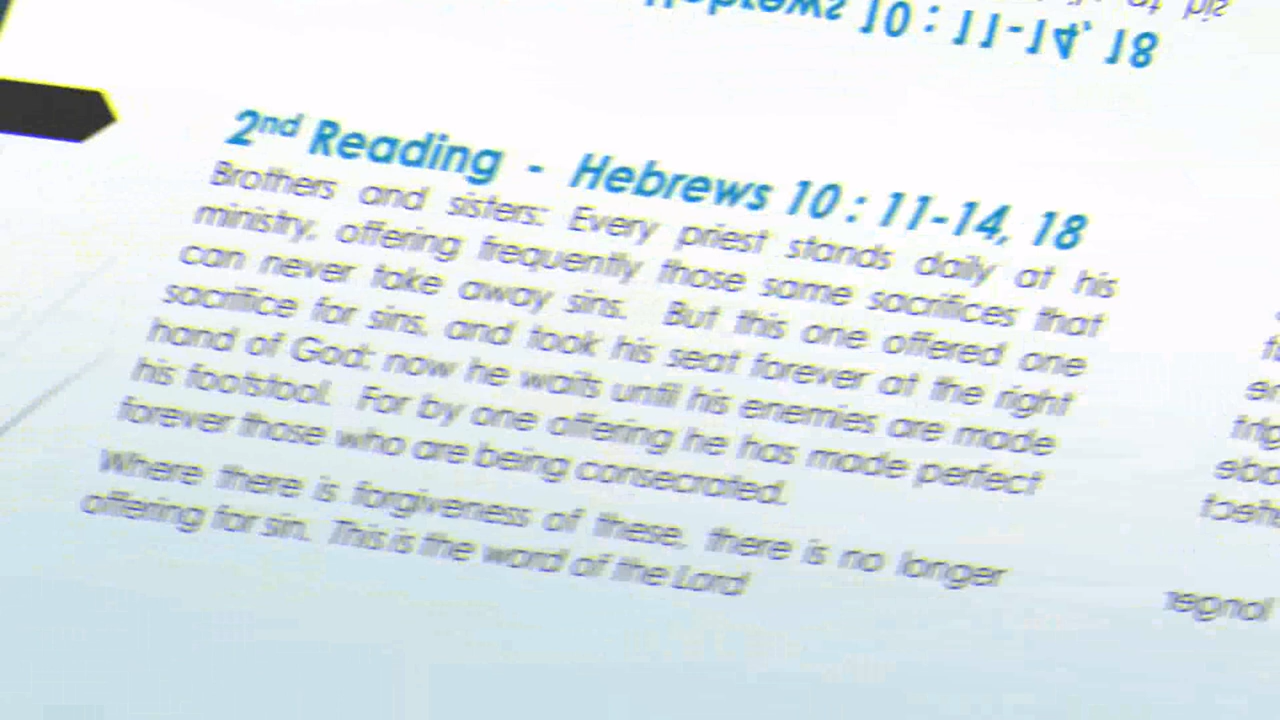 2nd Reading - Hebrews 10 : 11-14, 18
Brothers and sisters: Every priest stands daily at his
ministry, offering frequently those same sacrifices that
can never take away sins. But this one offered one
sacrifice for sins, and took his seat forever at the right
hand of God; now he waits until his enemies are made
his footstool. For by one offering he has made perfect
forever those who are being consecrated.
Where there is forgiveness of these, there is no longer
offering for sin. This is the word of the Lord